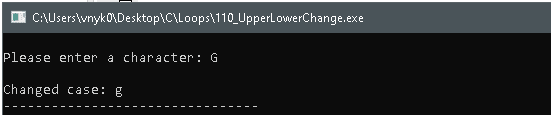 C:\Users\vnyk0\Desktop\C\Loops\110_UpperLowerChange.exe
Please enter a character: G
Changed case: g
--------------------------------